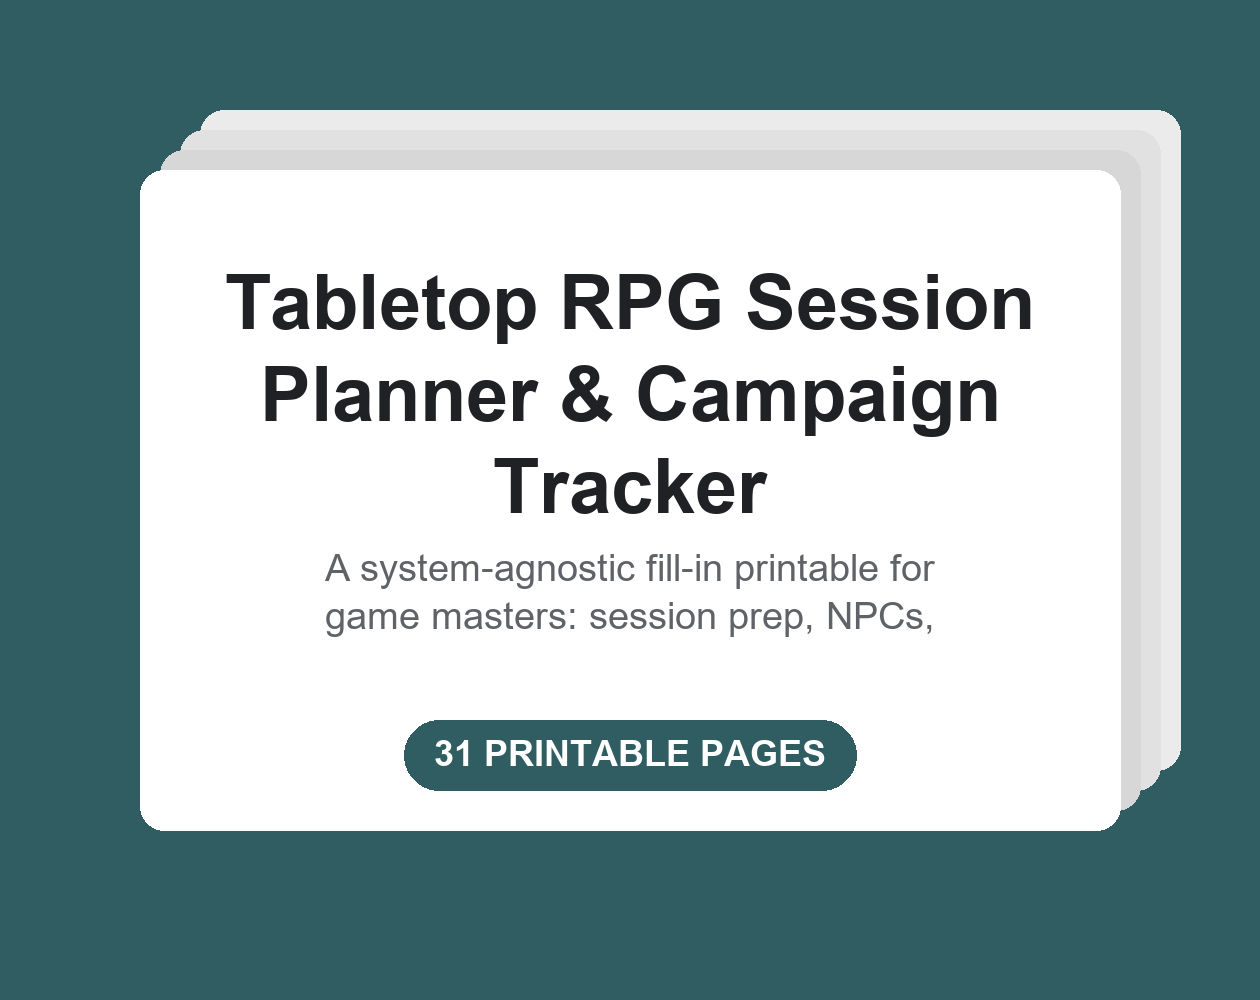 Tabletop RPG Session
Planner & Campaign
Tracker
A system-agnostic fill-in printable for
game masters: session prep, NPCs,
31 PRINTABLE PAGES